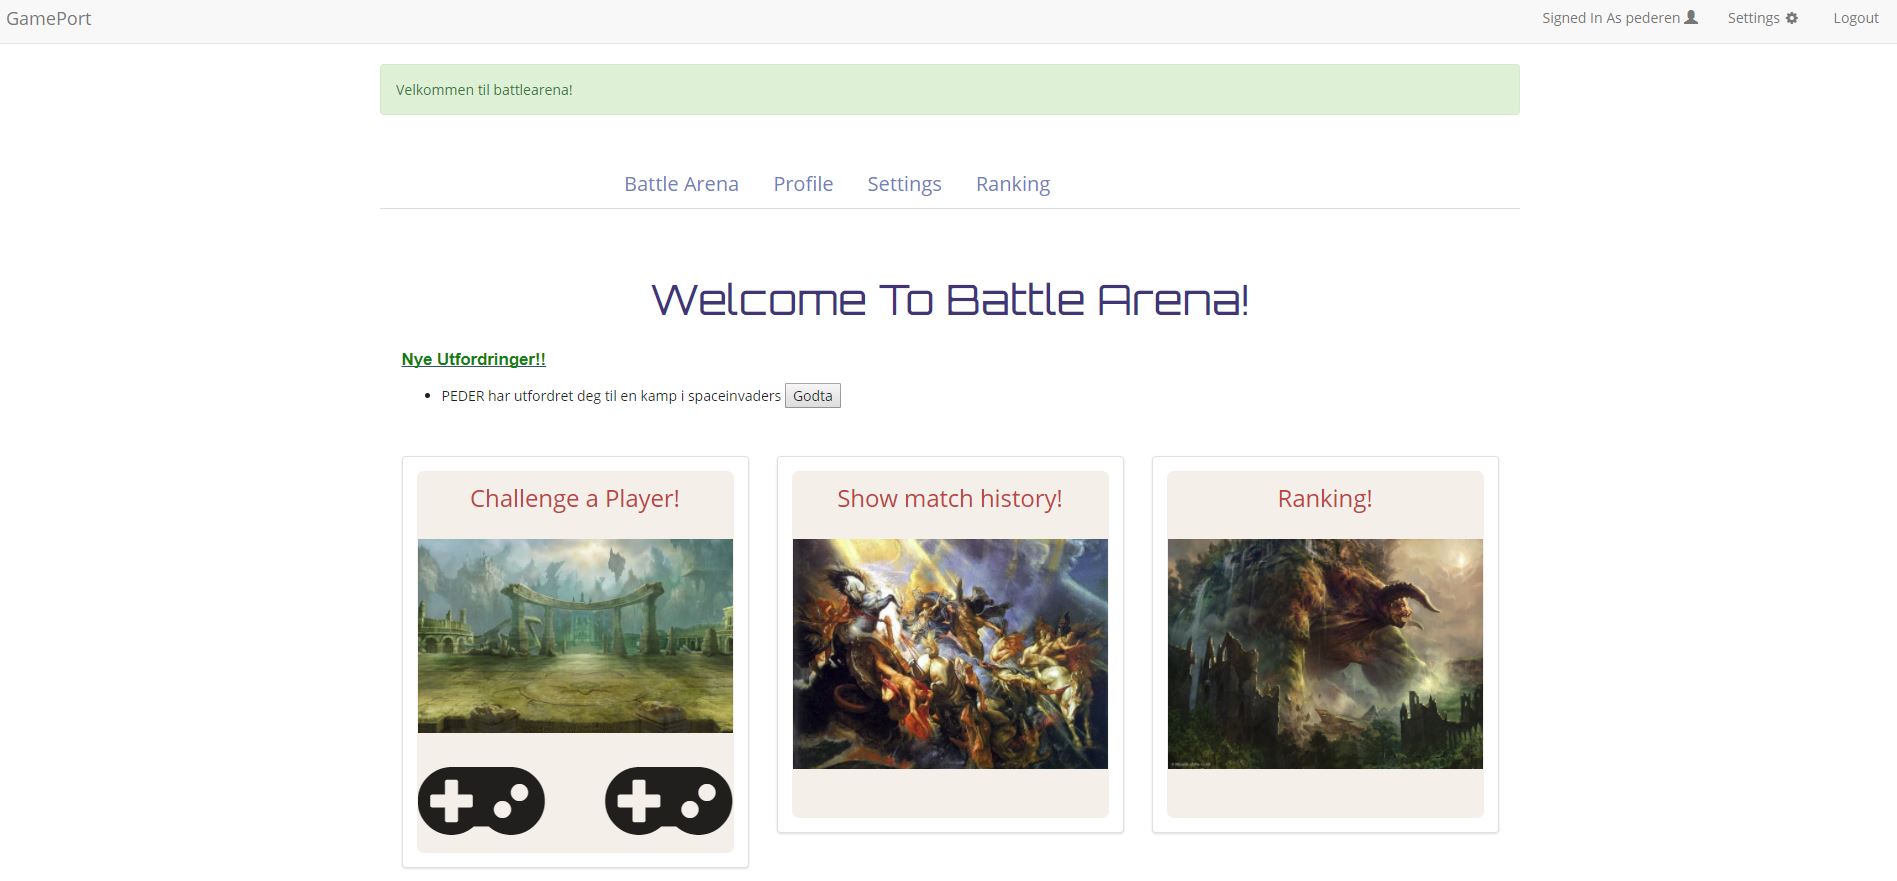 GamePort
Signed In As pederen
Settings
Logout
Velkommen til battlearena!
Battle Arena
Profile
Settings
Ranking
Welcome To Battle Arena!
Nye Utfordringer!!
PEDER har utfordret deg til en kamp i spaceinvaders Godta
Challenge a Player!
Show match history!
Ranking!